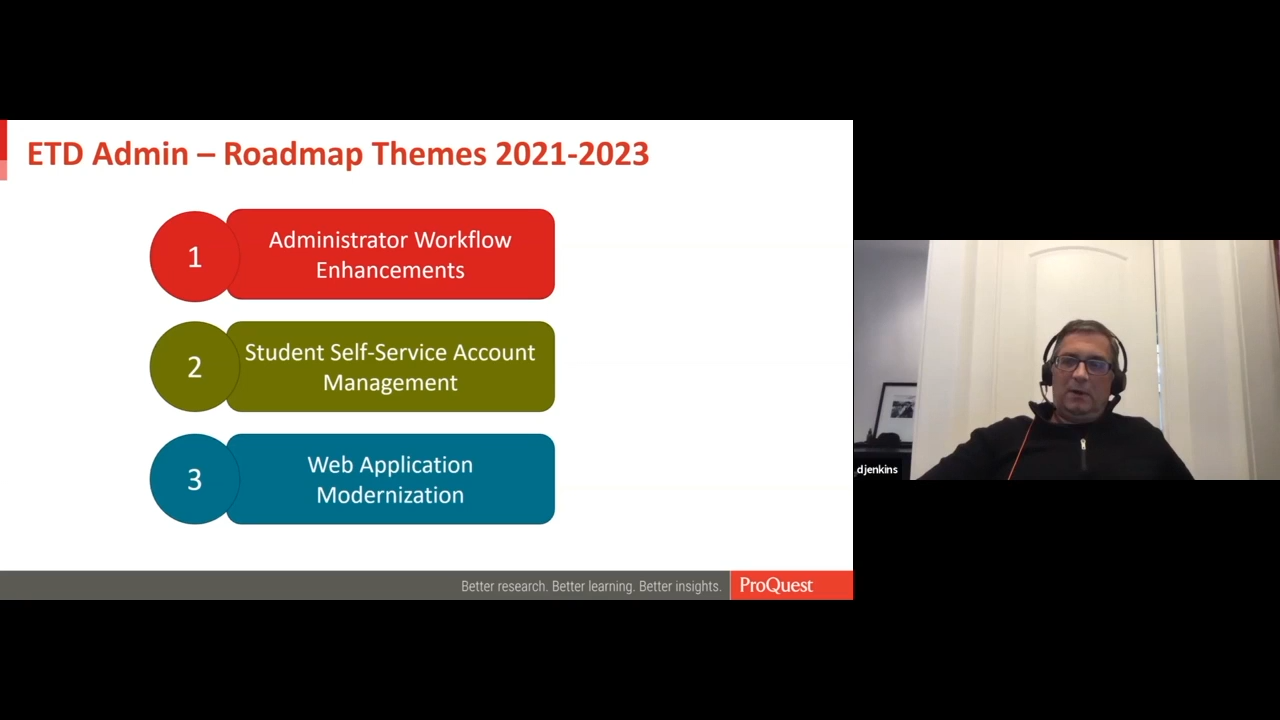 ETD Admin – Roadmap Themes 2021-2023
1
Administrator Workflow
Enhancements
2
Student Self-Service Account
Management
3
Web Application
Modernization
Better research. Better learning. Better insights.
ProQuest
djenkins